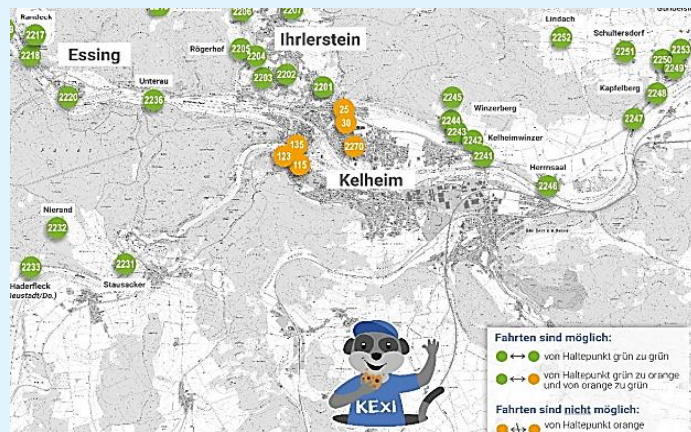 Randeck
2217
2218
Essing
2220
Unterau
2236
Rögerhof
2205
2204
2203
2202
2206
2207
Ihrlerstein
2201
25
30
2270
135
123
115
Kelheim
Lindach
2252
Schultersdorf
2251
2250
2253
2249
Kapfelberg
2248
2247
2245
Winzerberg
2244
2243
Kelheimwinzer
2242
2241
Herrnsaal
2246
Nierand
2232
2233
Haderfleck
2231
Stausacker
KEXI
Fahrten sind möglich:
von Haltepunkt grün zu grün
von Haltepunkt grün zu orange
und von orange zu grün
Fahrten sind nicht möglich:
von Haltepunkt orange